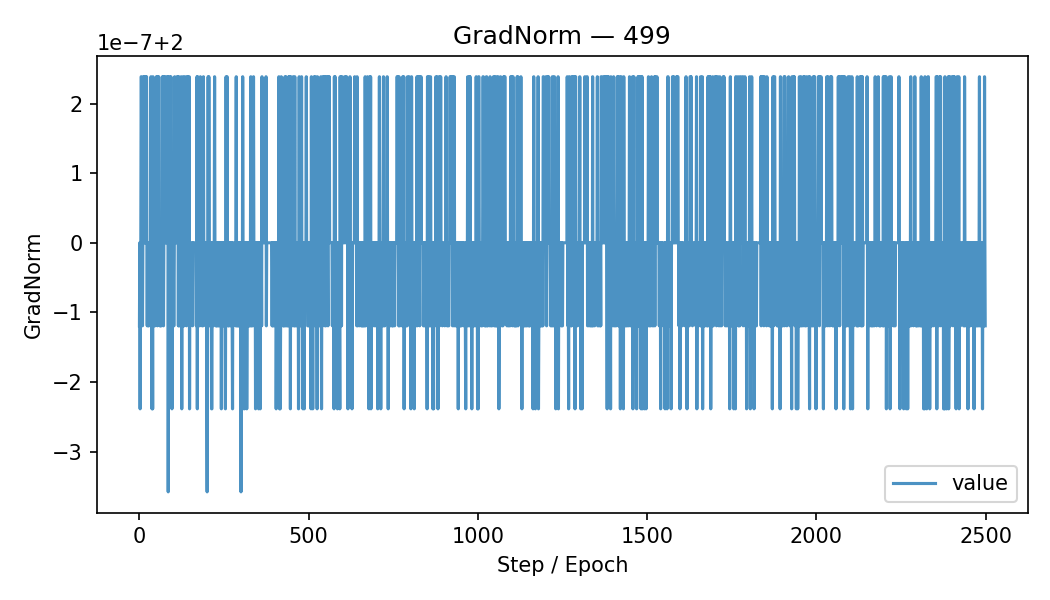 GradNorm — 499
1e−7+2
2
1
0
−1
−2
−3
GradNorm
value
0 500 1000 1500 2000 2500
Step / Epoch